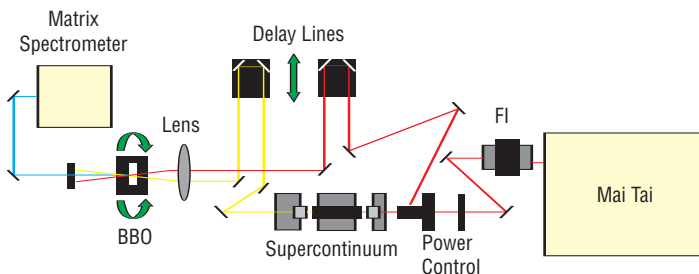 Matrix
Spectrometer
Delay Lines
Lens
FI
Mai Tai
BBO
Supercontinuum
Power
Control